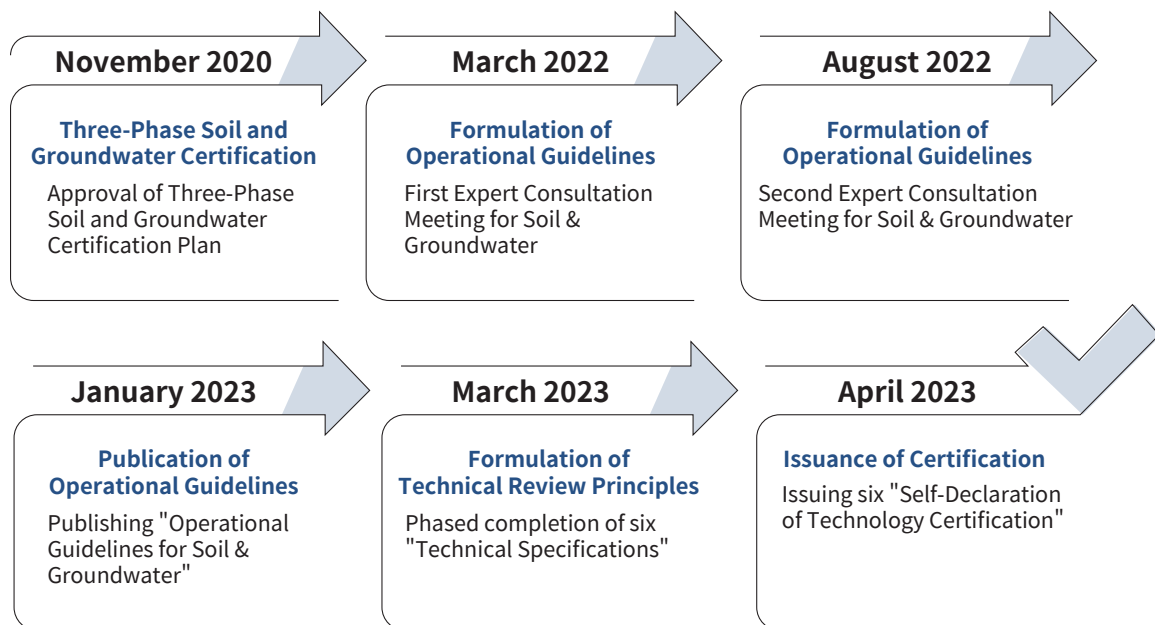 November 2020
Three-Phase Soil and
Groundwater Certification
Approval of Three-Phase
Soil and Groundwater
Certification Plan
March 2022
Formulation of
Operational Guidelines
First Expert Consultation
Meeting for Soil &
Groundwater
August 2022
Formulation of
Operational Guidelines
Second Expert Consultation
Meeting for Soil & Groundwater
January 2023
Publication of
Operational Guidelines
Publishing "Operational
Guidelines for Soil &
Groundwater"
March 2023
Formulation of
Technical Review Principles
Phased completion of six
"Technical Specifications"
April 2023
Issuance of Certification
Issuing six "Self-Declaration
of Technology Certification"